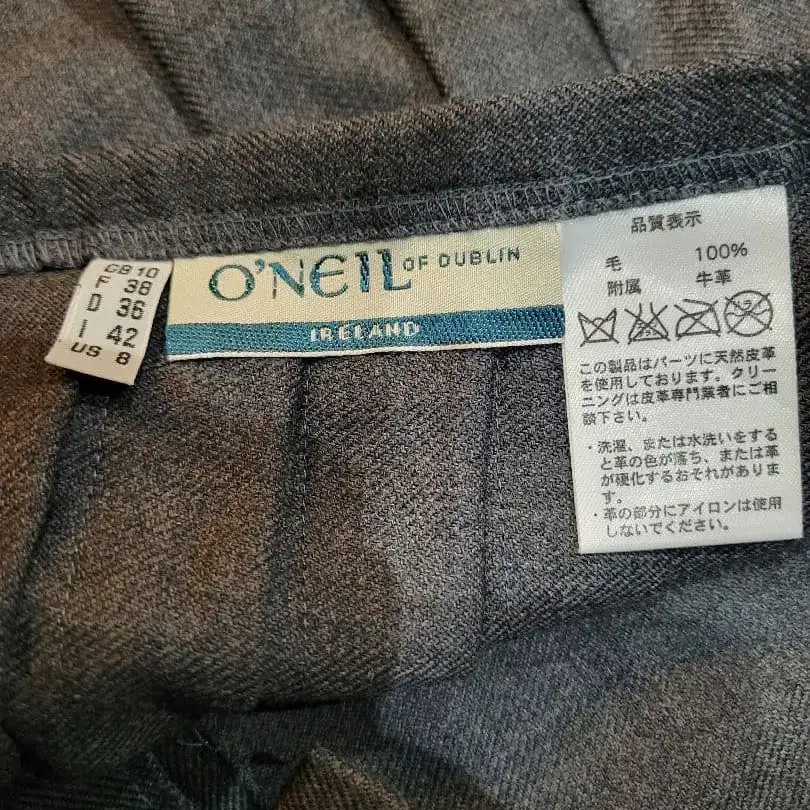 GB 10
F 38
D 36
I 42
US 8
O'NEIL OF DUBLIN
IRELAND
品質表示
毛 100%
附属 牛革
この製品はパーツに天然皮革
を使用しております。クリー
ニングは皮革専門業者にご相
談下さい。
・洗濯、または水洗いをする
と革の色が落ち、または革
が硬化するおそれがありま
す。
・革の部分にアイロンは使用
しないでください。